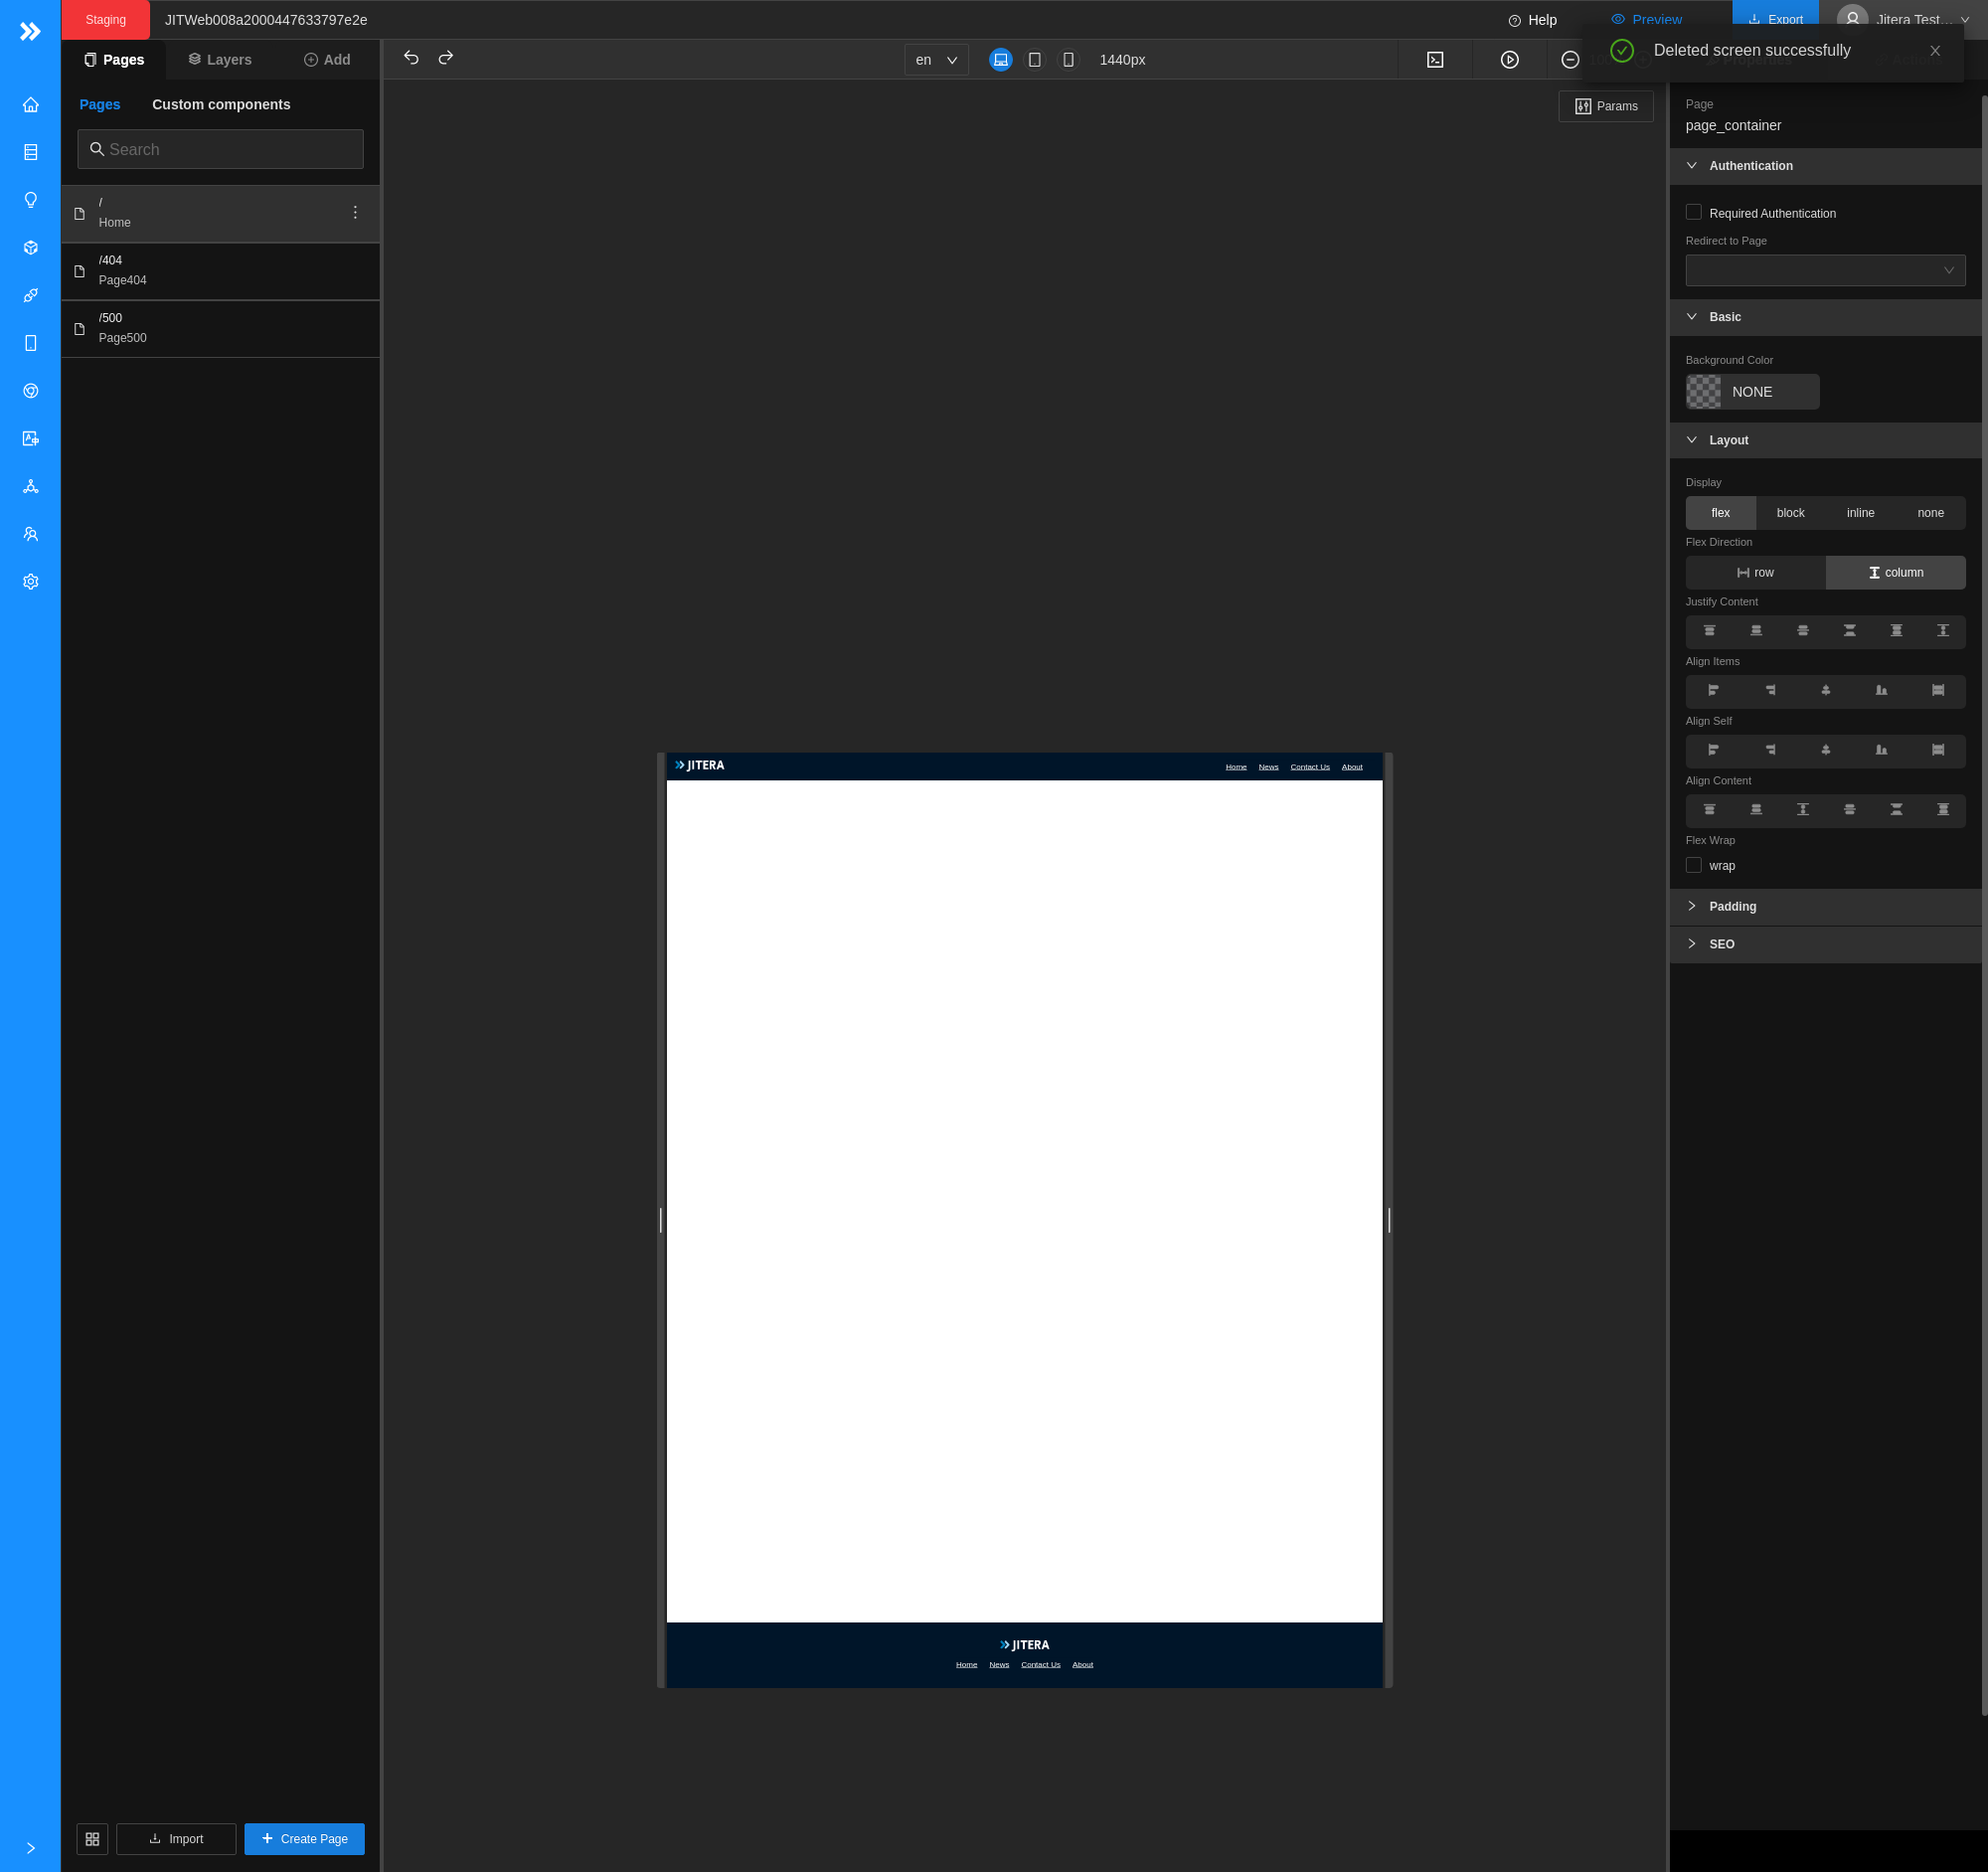 Staging
JITWeb008a2000447633797e2e
Help
Preview
Export
Jitera Test...
Deleted screen successfully
Pages
Layers
Add
en
1440px
Pages
Custom components
Search
/
Home
/404
Page404
/500
Page500
Params
JITERA
Home News Contact Us About
JITERA
Home News Contact Us About
Page
page_container
Authentication
Required Authentication
Redirect to Page
Basic
Background Color
NONE
Layout
Display
flex block inline none
Flex Direction
row column
Justify Content
Align Items
Align Self
Align Content
Flex Wrap
wrap
Padding
SEO
Import
Create Page